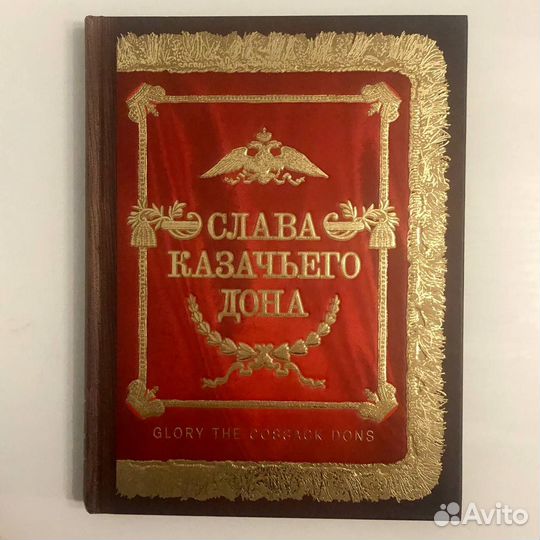 СЛАВА
КАЗАЧЬЕГО
ДОНА
GLORY THE COSSACK DONS
Avito